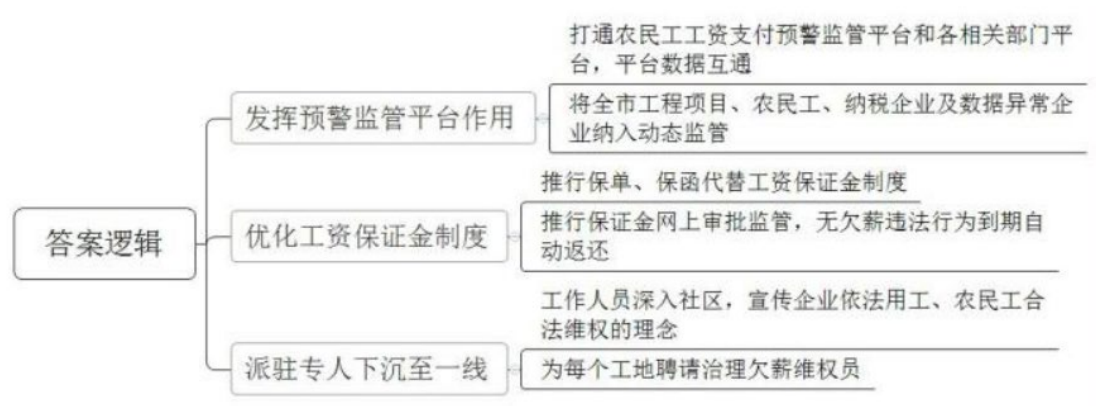 答案逻辑
发挥预警监管平台作用
打通农民工工资支付预警监管平台和各相关部门平
台，平台数据互通
将全市工程项目、农民工、纳税企业及数据异常企
业纳入动态监管
优化工资保证金制度
推行保单、保函代替工资保证金制度
推行保证金网上审批监管，无欠薪违法行为到期自
动返还
派驻专人下沉至一线
工作人员深入社区，宣传企业依法用工、农民工合
法维权的理念
为每个工地聘请治理欠薪维权员